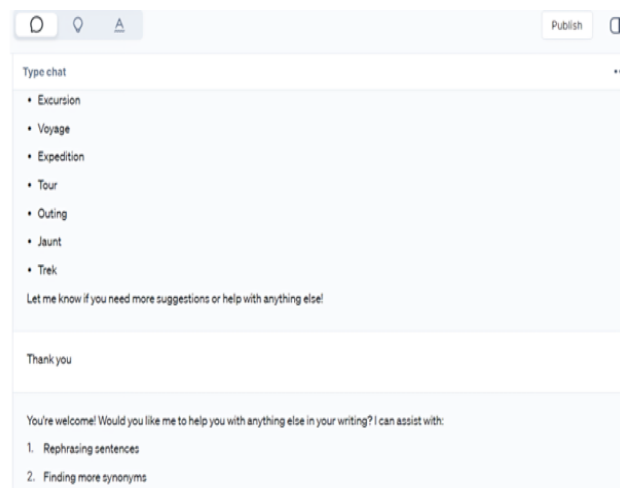 A
Publish
Type chat
• Excursion
• Voyage
• Expedition
• Tour
• Outing
• Jaunt
• Trek
Let me know if you need more suggestions or help with anything else!
Thank you
You're welcome! Would you like me to help you with anything else in your writing? I can assist with:
1. Rephrasing sentences
2. Finding more synonyms